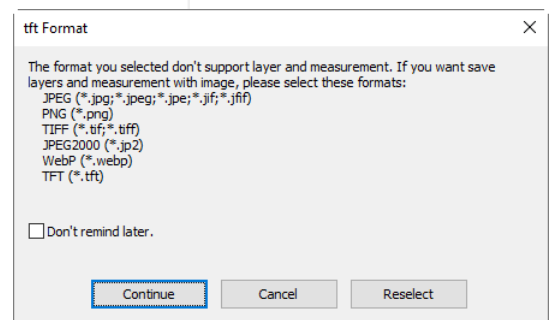 tft Format
The format you selected don't support layer and measurement. If you want save
layers and measurement with image, please select these formats:
JPEG (*.jpg;*.jpeg;*.jpe;*.jif;*.jfif)
PNG (*.png)
TIFF (*.tif;*.tiff)
JPEG2000 (*.jp2)
WebP (*.webp)
TFT (*.tft)
Don't remind later.
Continue
Cancel
Reselect